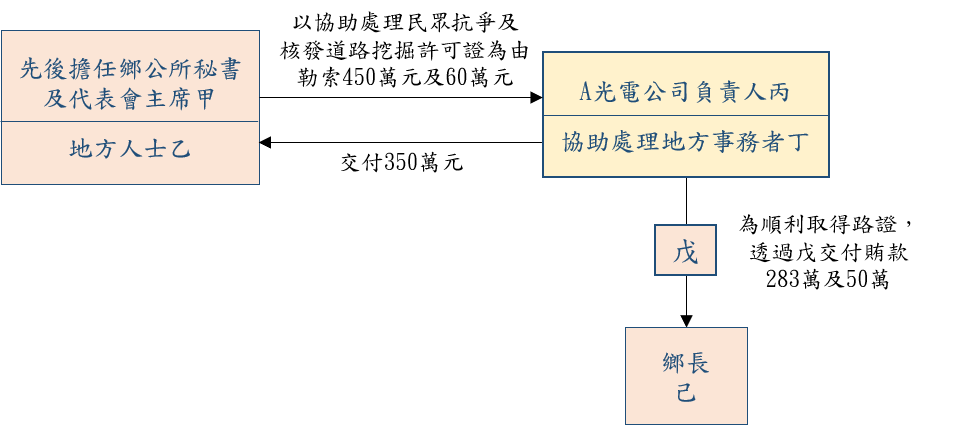 以協助處理民眾抗爭及
核發道路挖掘許可證為由
勒索450萬元及60萬元
先後擔任鄉公所秘書
及代表會主席甲
地方人士乙
A光電公司負責人丙
協助處理地方事務者丁
交付350萬元
戊
為順利取得路證，
透過戊交付賄款
283萬及50萬
鄉長
己